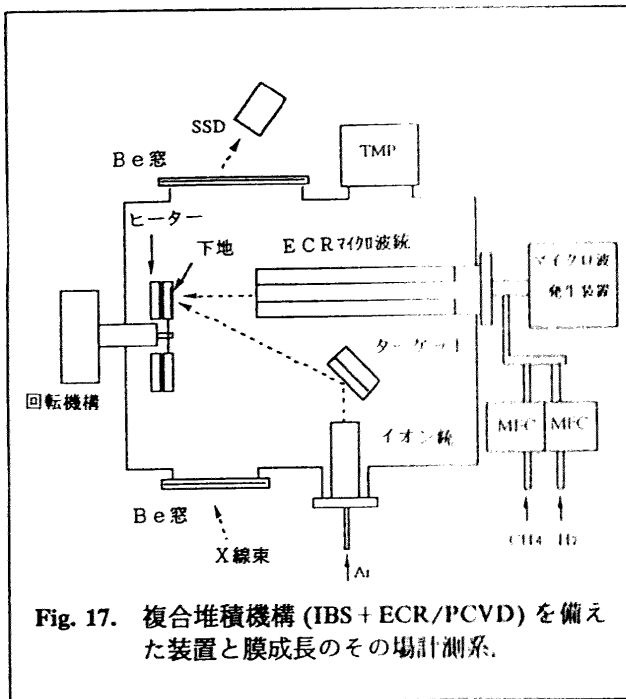 SSD
Be窓
TMP
ヒーター
下地
ECRマイクロ波銃
マイクロ波
発生装置
ターゲット
回転機構
イオン銃
MFC
MFC
Be窓
X線束
Ar
CH4
H2
Fig. 17. 複合堆積機構 (IBS + ECR/PCVD) を備え
た装置と膜成長のその場計測系.